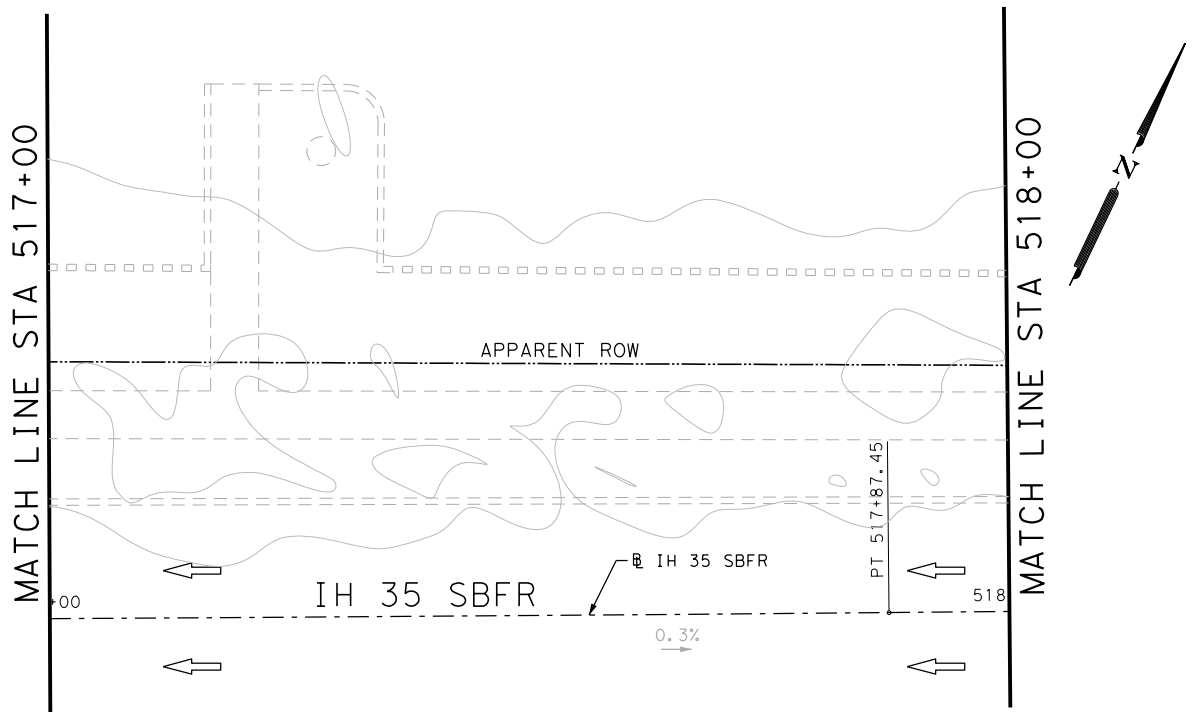 MATCH LINE STA 517+00
MATCH LINE STA 518+00
N
APPARENT ROW
PT 517+87.45
BL IH 35 SBFR
IH 35 SBFR
+00
518
0.3%